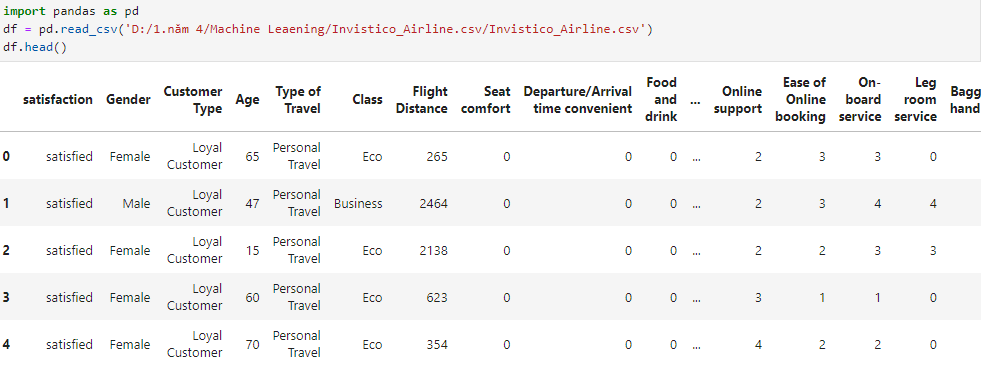 import pandas as pd
df = pd.read_csv('D:/1.năm 4/Machine Leaening/Invistico_Airline.csv/Invistico_Airline.csv')
df.head()
satisfaction Gender Customer Type Age Type of Travel Class Flight Distance Seat comfort Departure/Arrival time convenient Food and drink ... Online support Ease of Online booking On-board service Leg room service Bagg hand
0 satisfied Female Loyal Customer 65 Personal Travel Eco 265 0 0 0 ... 2 3 3 0
1 satisfied Male Loyal Customer 47 Personal Travel Business 2464 0 0 0 ... 2 3 4 4
2 satisfied Female Loyal Customer 15 Personal Travel Eco 2138 0 0 0 ... 2 2 3 3
3 satisfied Female Loyal Customer 60 Personal Travel Eco 623 0 0 0 ... 3 1 1 0
4 satisfied Female Loyal Customer 70 Personal Travel Eco 354 0 0 0 ... 4 2 2 0